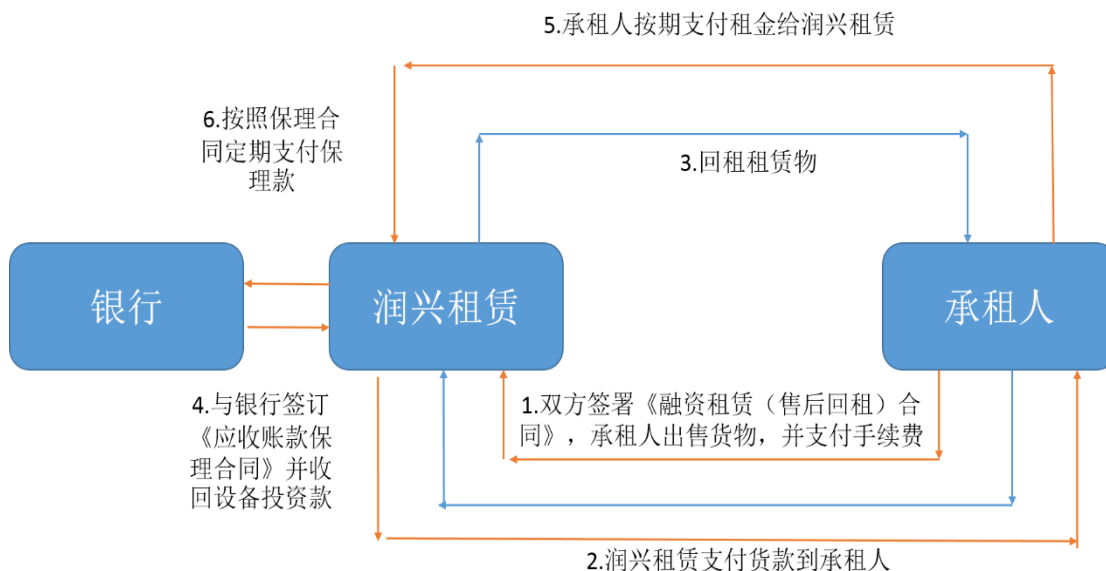 5.承租人按期支付租金给润兴租赁
6.按照保理合
同定期支付保
理款
3.回租租赁物
银行
润兴租赁
承租人
4.与银行签订
《应收账款保
理合同》并收
回设备投资款
1.双方签署《融资租赁（售后回租）合
同》，承租人出售货物，并支付手续费
2.润兴租赁支付货款到承租人